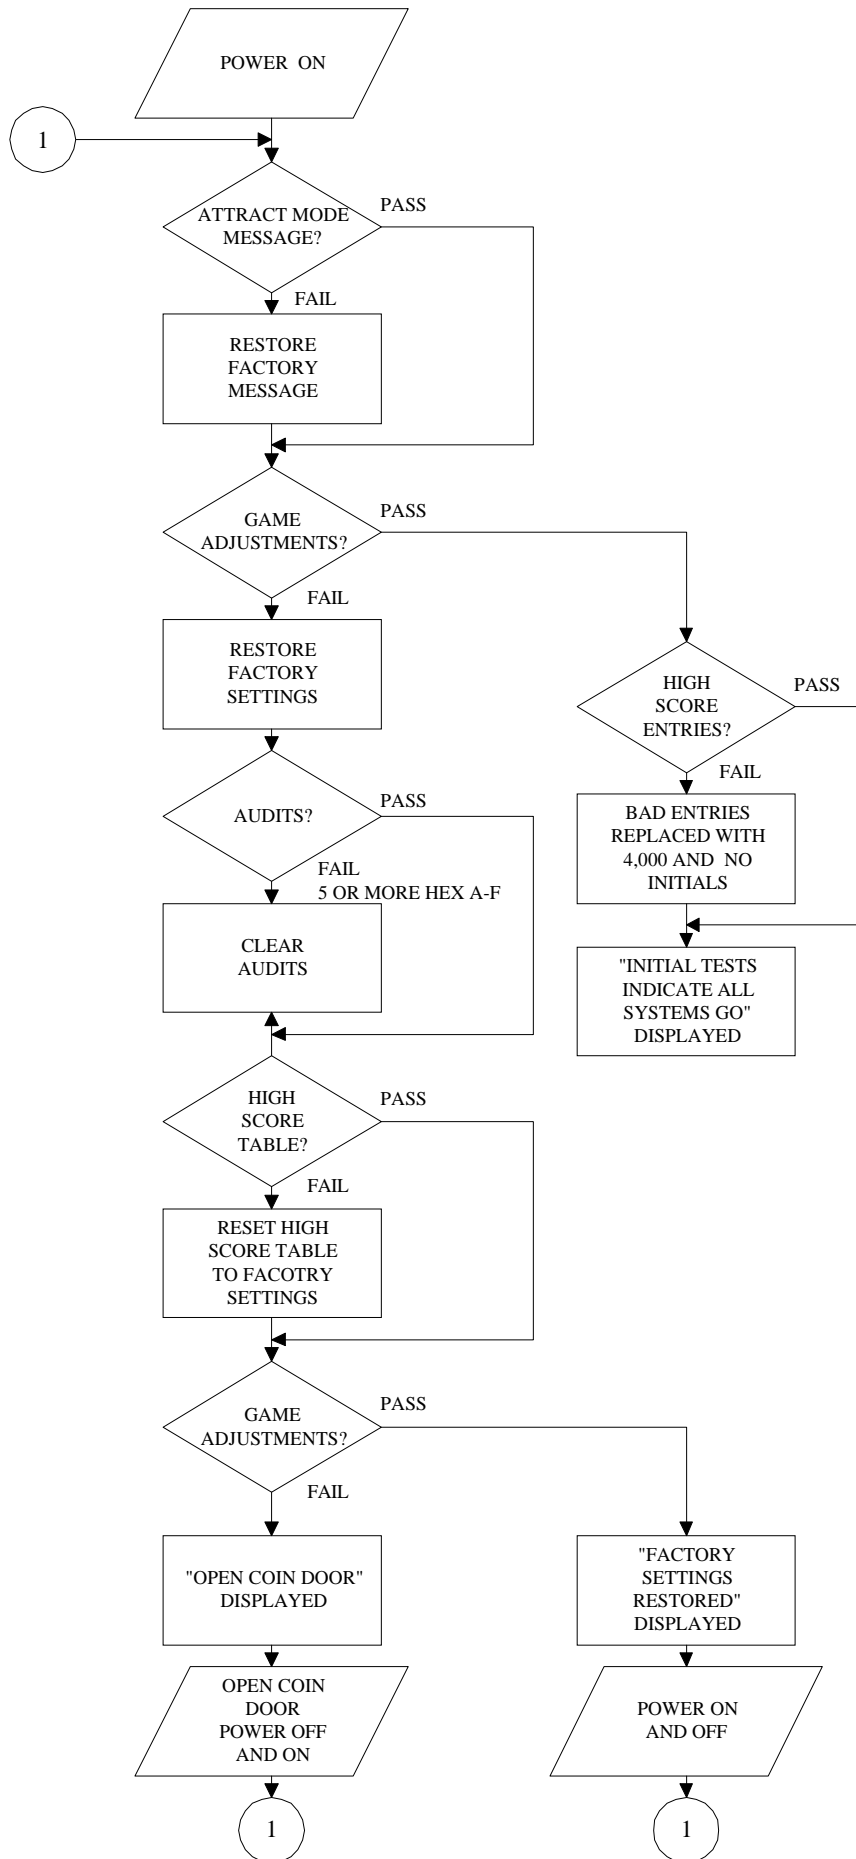 POWER ON
1
ATTRACT MODE
MESSAGE?
PASS
FAIL
RESTORE
FACTORY
MESSAGE
GAME
ADJUSTMENTS?
PASS
FAIL
RESTORE
FACTORY
SETTINGS
HIGH
SCORE
ENTRIES?
PASS
FAIL
AUDITS?
PASS
FAIL
5 OR MORE HEX A-F
BAD ENTRIES
REPLACED WITH
4,000 AND NO
INITIALS
CLEAR
AUDITS
"INITIAL TESTS
INDICATE ALL
SYSTEMS GO"
DISPLAYED
HIGH
SCORE
TABLE?
PASS
FAIL
RESET HIGH
SCORE TABLE
TO FACOTRY
SETTINGS
GAME
ADJUSTMENTS?
PASS
FAIL
"OPEN COIN DOOR"
DISPLAYED
"FACTORY
SETTINGS
RESTORED"
DISPLAYED
OPEN COIN
DOOR
POWER OFF
AND ON
POWER ON
AND OFF
1
1